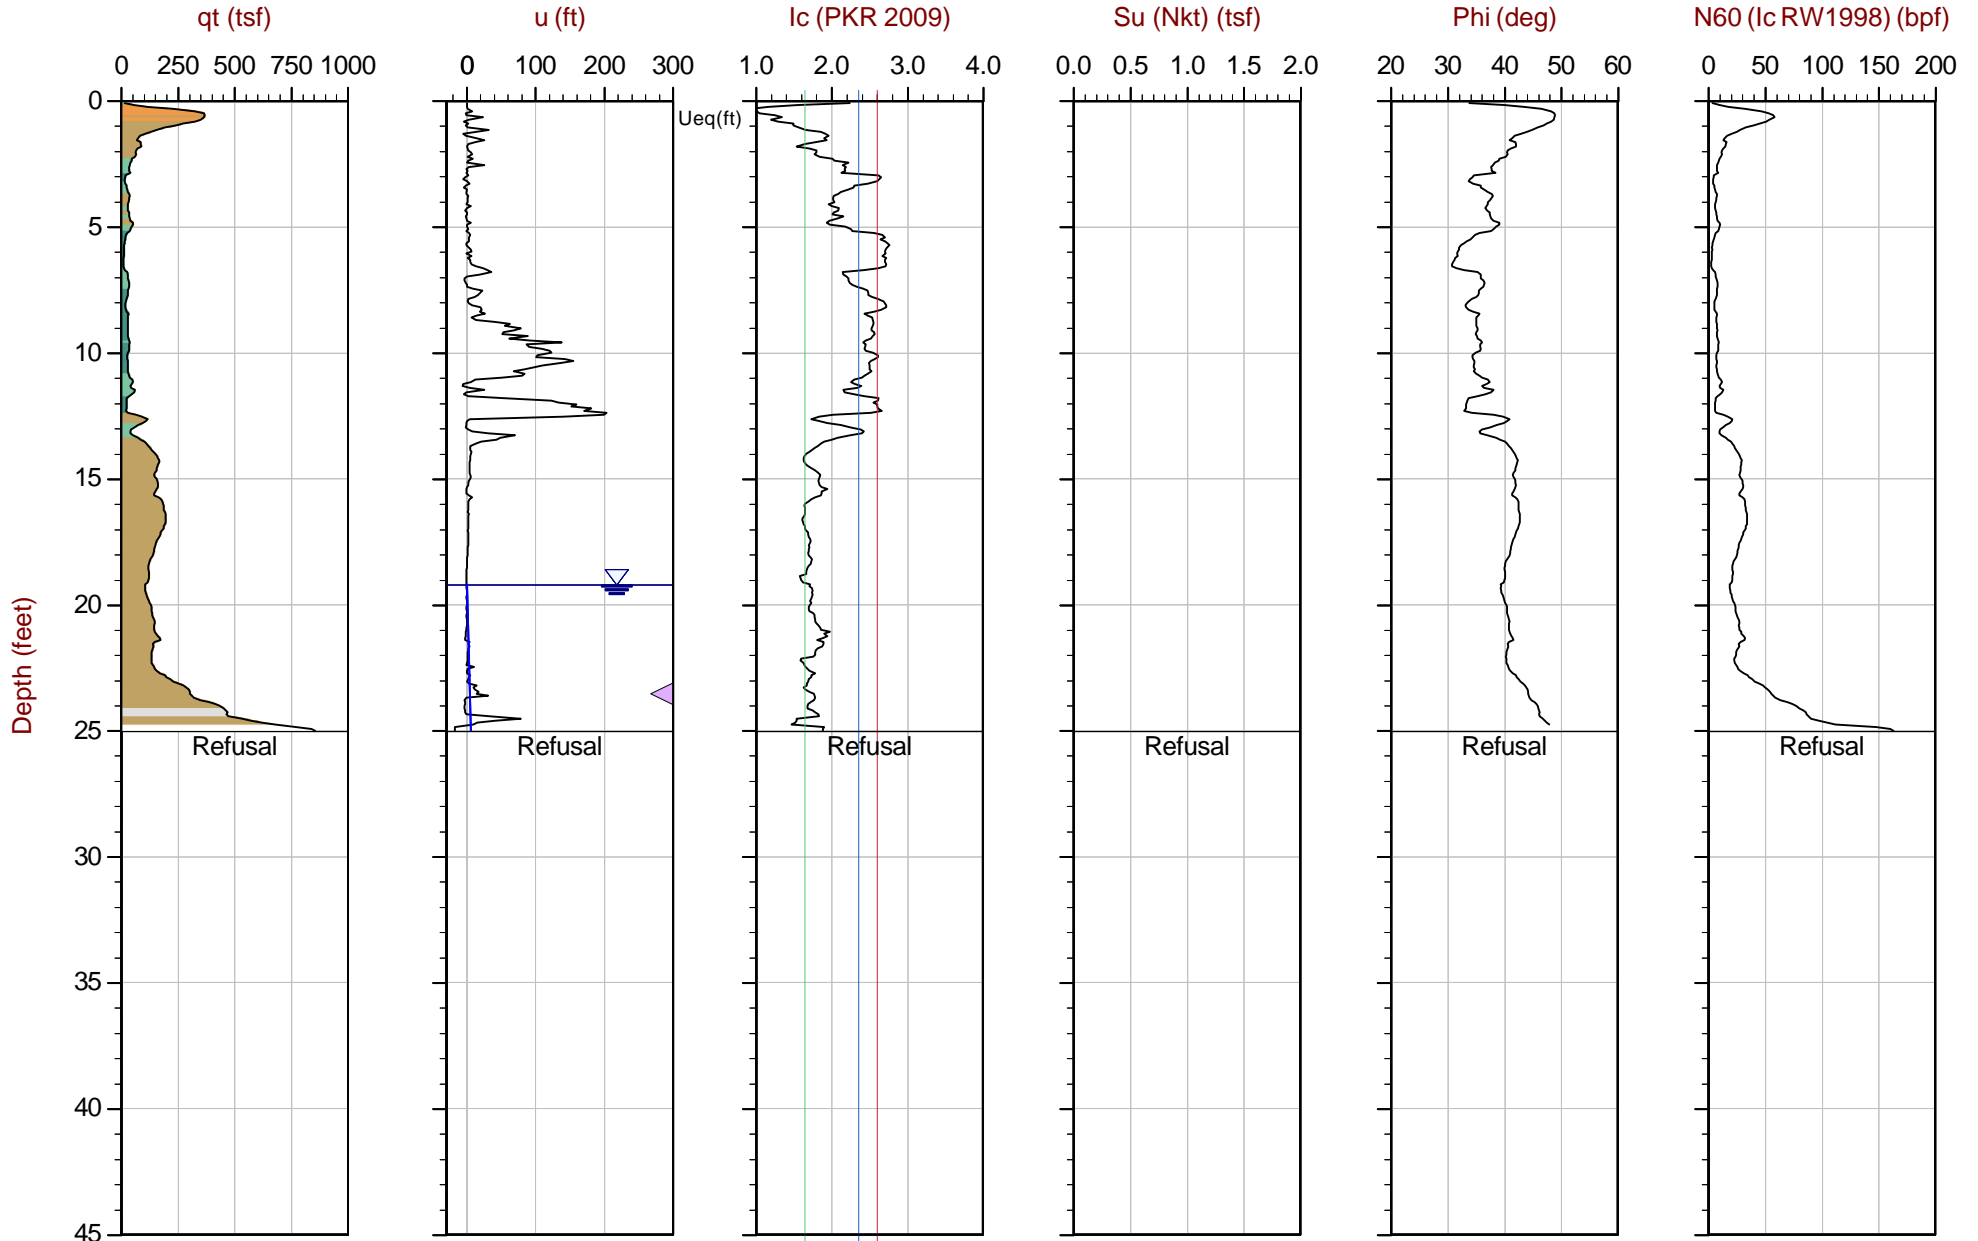 qt (tsf) u (ft) Ic (PKR 2009) Su (Nkt) (tsf) Phi (deg) N60 (Ic RW1998) (bpf)
0 250 500 750 1000 0 100 200 300 1.0 2.0 3.0 4.0 0.0 0.5 1.0 1.5 2.0 20 30 40 50 60 0 50 100 150 200
0
Ueq(ft)
5
10
15
20
Depth (feet)
25
Refusal Refusal Refusal Refusal Refusal Refusal
30
35
40
45